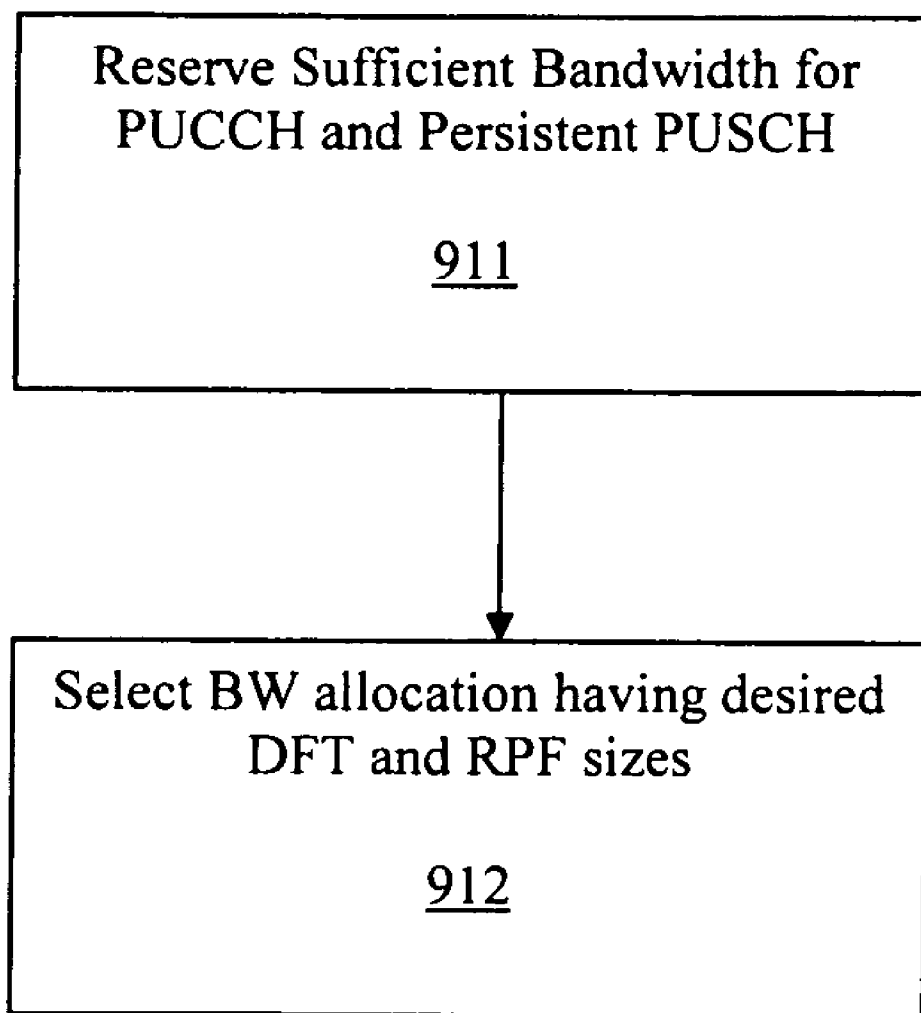 Reserve Sufficient Bandwidth for
PUCCH and Persistent PUSCH
911
Select BW allocation having desired
DFT and RPF sizes
912